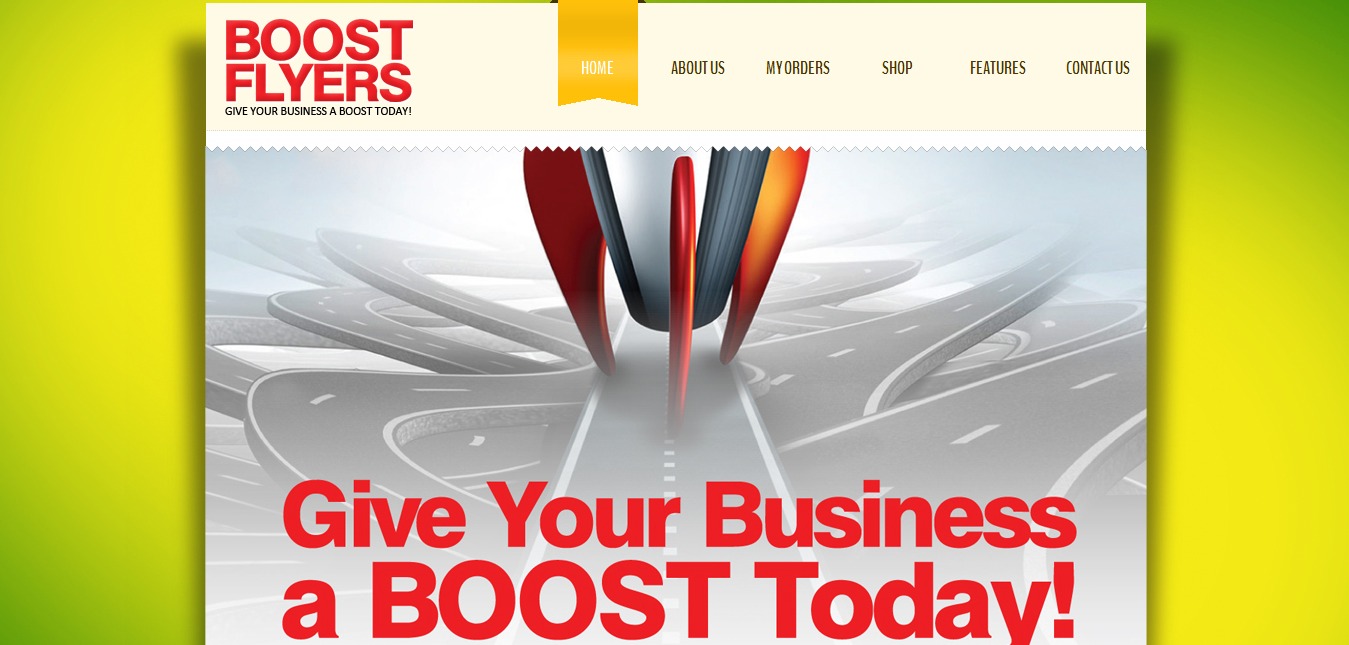 BOOST
FLYERS
GIVE YOUR BUSINESS A BOOST TODAY!
HOME ABOUT US MY ORDERS SHOP FEATURES CONTACT US
Give Your Business
a BOOST Today!